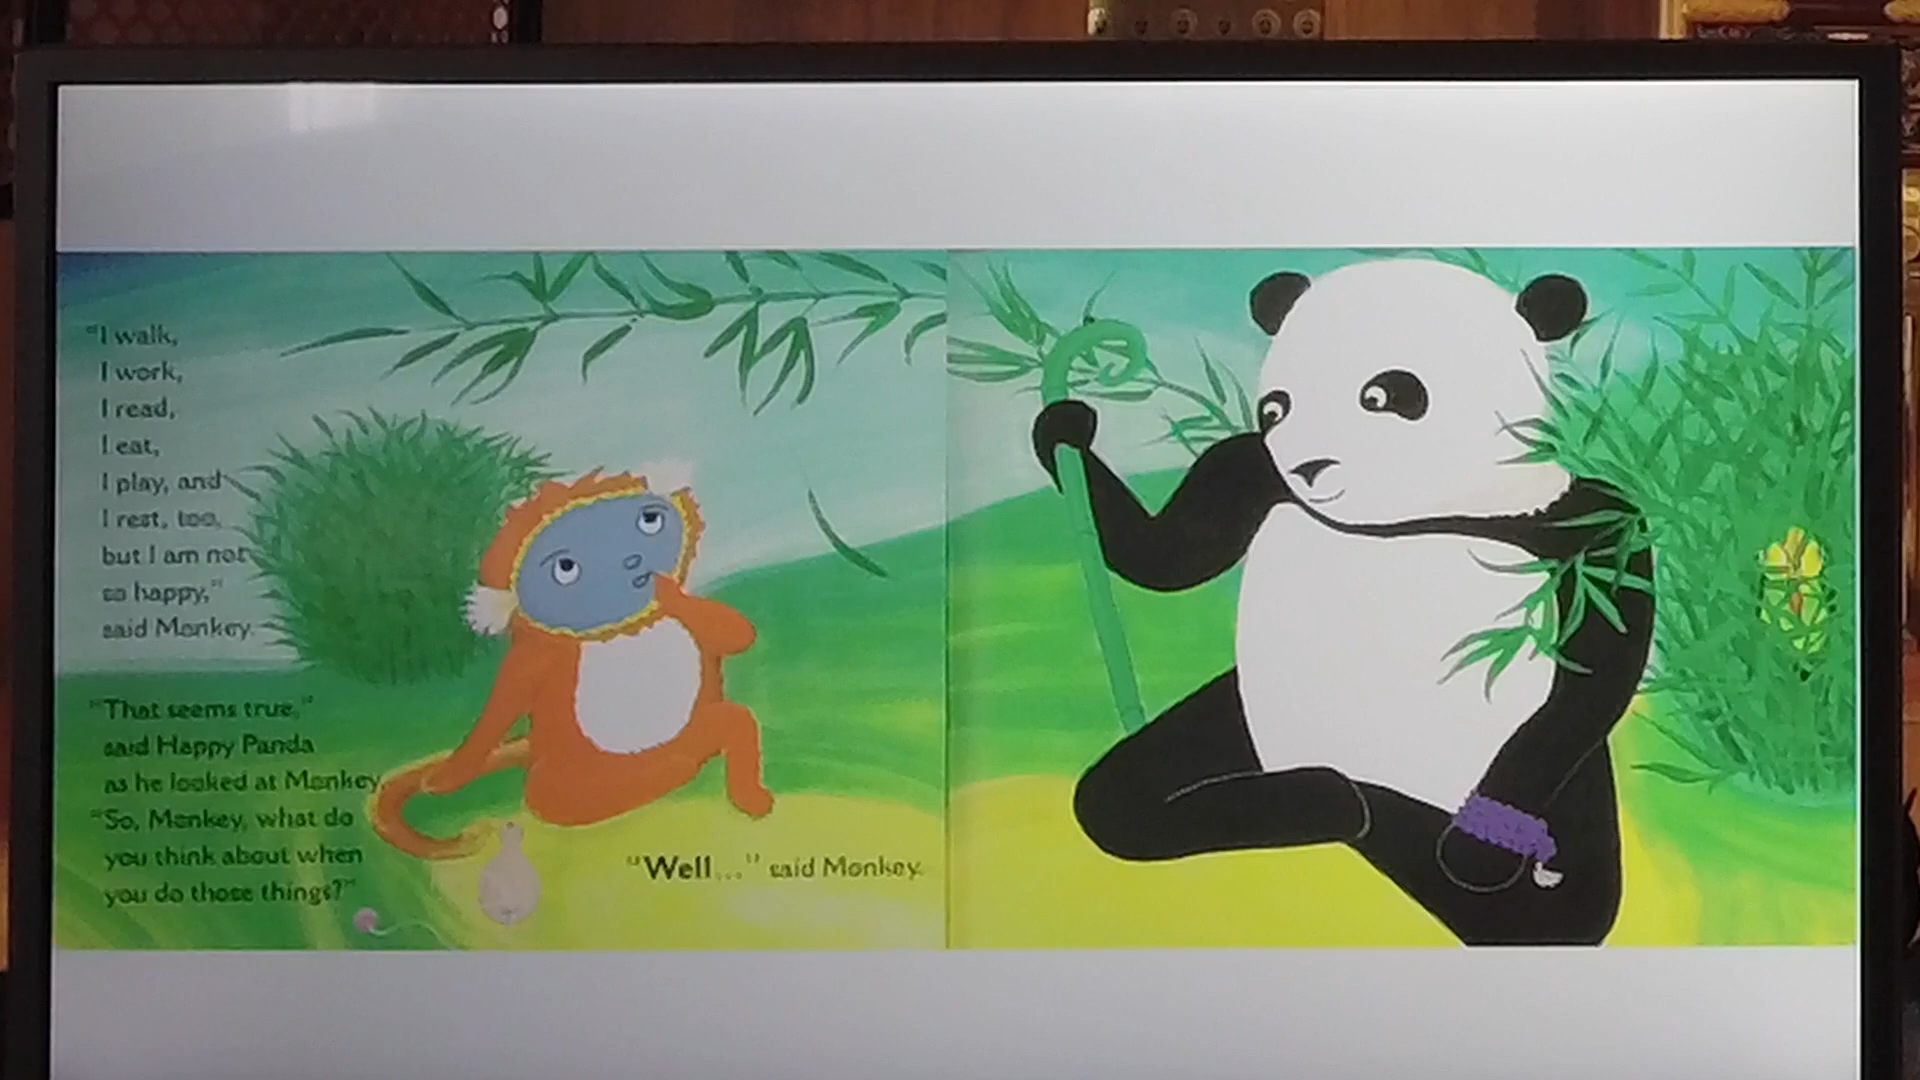 "I walk,
I work,
I read,
I eat,
I play, and
I rest, too,
but I am not
so happy,"
said Monkey.
"That seems true,"
said Happy Panda
as he looked at Monkey.
"So, Monkey, what do
you think about when
you do those things?"
"Well..." said Monkey.